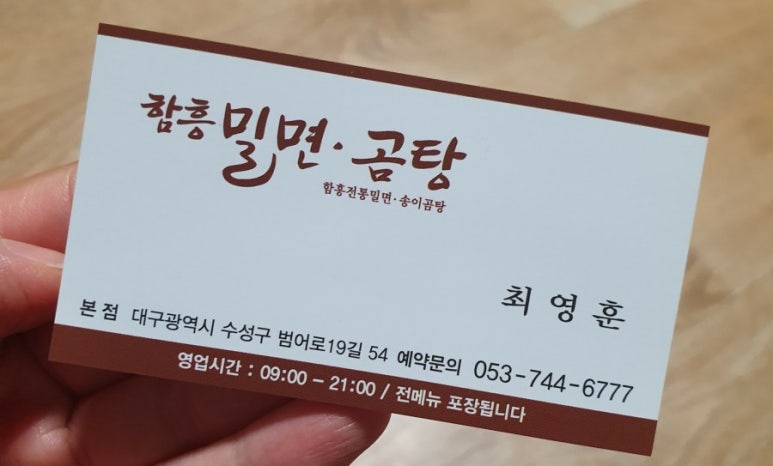 함흥밀면·곰탕
함흥전통밀면·송이곰탕
최영훈
본점 대구광역시 수성구 범어로19길 54 예약문의 053-744-6777
영업시간 : 09:00 - 21:00 / 전메뉴 포장됩니다